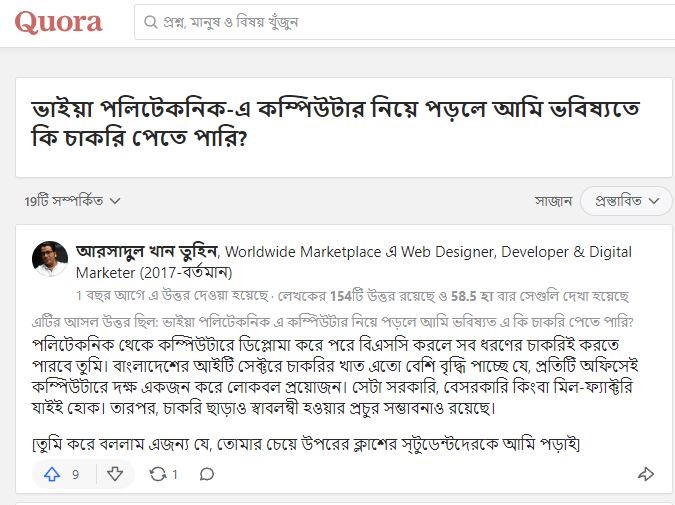 Quora
প্রশ্ন, মানুষ ও বিষয় খুঁজুন
ভাইয়া পলিটেকনিক-এ কম্পিউটার নিয়ে পড়লে আমি ভবিষ্যতে
কি চাকরি পেতে পারি?
19টি সম্পর্কিত
সাজান
প্রস্তাবিত
আরসাদুল খান তুহিন, Worldwide Marketplace এ Web Designer, Developer & Digital
Marketer (2017-বর্তমান)
1 বছর আগে এ উত্তর দেওয়া হয়েছে · লেখকের 154টি উত্তর রয়েছে ও 58.5 হা বার সেগুলি দেখা হয়েছে
এটির আসল উত্তর ছিল: ভাইয়া পলিটেকনিক এ কম্পিউটার নিয়ে পড়লে আমি ভবিষ্যত এ কি চাকরি পেতে পারি?
পলিটেকনিক থেকে কম্পিউটারে ডিপ্লোমা করে পরে বিএসসি করলে সব ধরণের চাকরিই করতে
পারবে তুমি। বাংলাদেশের আইটি সেক্টরে চাকরির খাত এতো বেশি বৃদ্ধি পাচ্ছে যে, প্রতিটি অফিসেই
কম্পিউটারে দক্ষ একজন করে লোকবল প্রয়োজন। সেটা সরকারি, বেসরকারি কিংবা মিল-ফ্যাক্টরি
যাইই হোক। তারপর, চাকরি ছাড়াও স্বাবলম্বী হওয়ার প্রচুর সম্ভাবনাও রয়েছে।
[তুমি করে বললাম এজন্য যে, তোমার চেয়ে উপরের ক্লাশের স্টুডেন্টদেরকে আমি পড়াই]
9
1